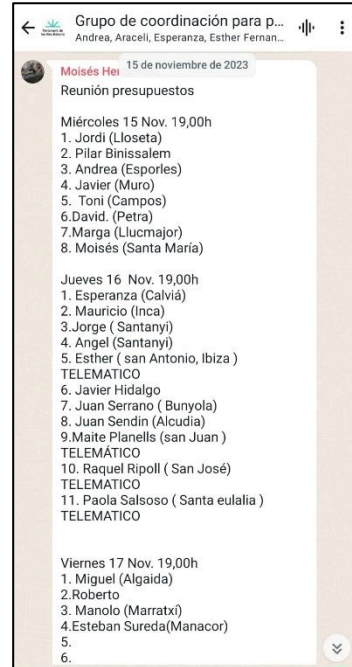 Grupo de coordinación para p...
Andrea, Araceli, Esperanza, Esther Fernan...
15 de noviembre de 2023
Moisés Her
Reunión presupuestos
Miércoles 15 Nov. 19,00h
1. Jordi (Lloseta)
2. Pilar Binissalem
3. Andrea (Esporles)
4. Javier (Muro)
5. Toni (Campos)
6.David. (Petra)
7.Marga (Llucmajor)
8. Moisés (Santa María)
Jueves 16 Nov. 19,00h
1. Esperanza (Calviá)
2. Mauricio (Inca)
3.Jorge ( Santanyi)
4. Angel (Santanyi)
5. Esther ( san Antonio, Ibiza )
TELEMATICO
6. Javier Hidalgo
7. Juan Serrano ( Bunyola)
8. Juan Sendin (Alcudia)
9.Maite Planells (san Juan )
TELEMÁTICO
10. Raquel Ripoll ( San José)
TELEMATICO
11. Paola Salsoso ( Santa eulalia )
TELEMATICO
Viernes 17 Nov. 19,00h
1. Miguel (Algaida)
2.Roberto
3. Manolo (Marratxí)
4.Esteban Sureda(Manacor)
5.
6.